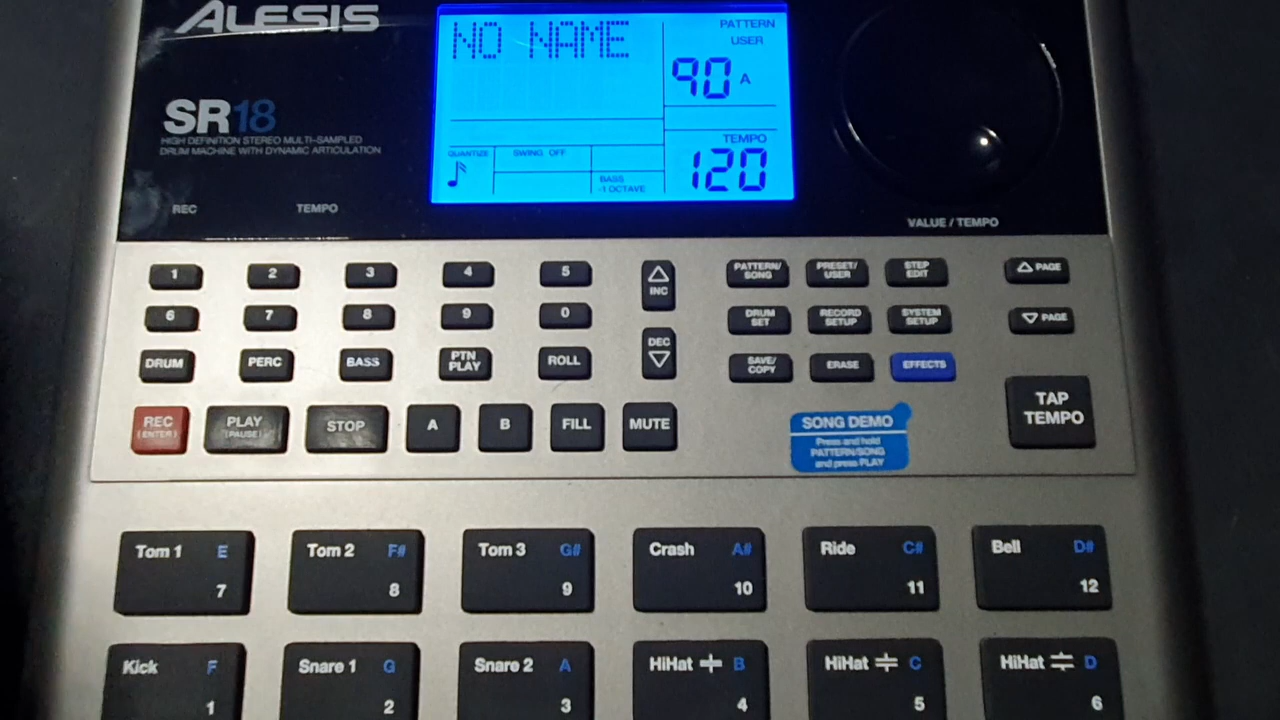 ALESIS
SR18
HIGH DEFINITION STEREO MULTI-SAMPLED
DRUM MACHINE WITH DYNAMIC ARTICULATION
REC TEMPO
NO NAME
PATTERN
USER
90 A
TEMPO
120
QUANTIZE
SWING OFF
BASS
-1 OCTAVE
VALUE / TEMPO
1 2 3 4 5
6 7 8 9 0
DRUM PERC BASS PTN PLAY ROLL
△ INC
DEC ▽
PATTERN/ SONG PRESET/ USER STEP EDIT
DRUM SET RECORD SETUP SYSTEM SETUP
SAVE/ COPY ERASE EFFECTS
△ PAGE
▽ PAGE
REC (ENTER) PLAY (PAUSE) STOP A B FILL MUTE
SONG DEMO
Press and hold
PATTERN/SONG
and press PLAY
TAP
TEMPO
Tom 1 E 7 Tom 2 F# 8 Tom 3 G# 9 Crash A# 10 Ride C# 11 Bell D# 12
Kick F 1 Snare 1 G 2 Snare 2 A 3 HiHat B 4 HiHat C 5 HiHat D 6